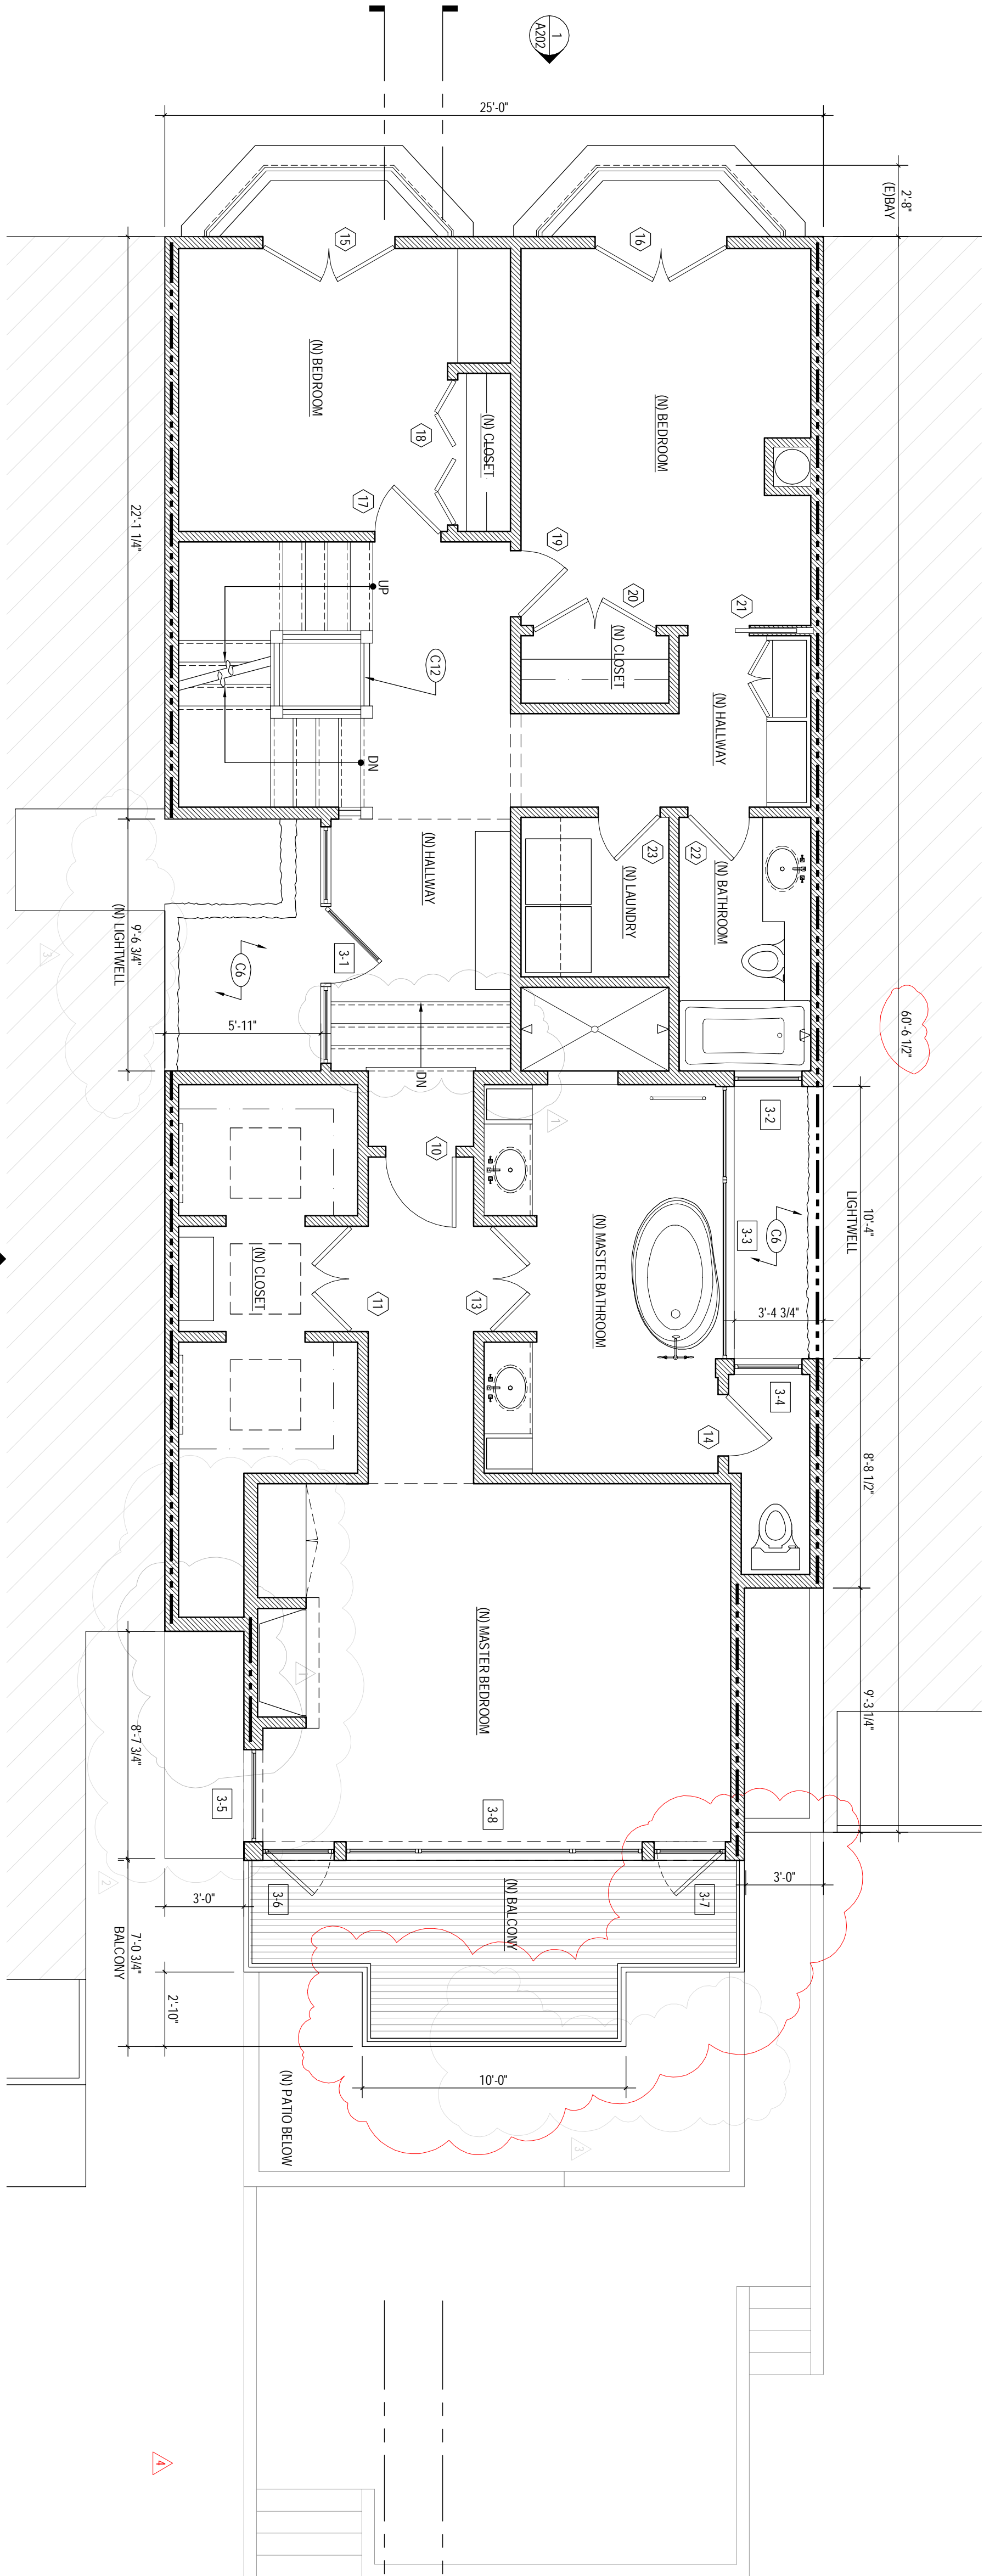 1
A202
25'-0"
2'-8"
(E)BAY
15
16
(N) BEDROOM
(N) BEDROOM
18
(N) CLOSET
17
22'-1 1/4"
19
20
21
UP
(N) CLOSET
C12
(N) HALLWAY
DN
(N) HALLWAY
23
22
(N) LAUNDRY
(N) BATHROOM
3
9'-6 3/4"
(N) LIGHTWELL
C6
3-1
5'-11"
60'-6 1/2"
DN
1
3-2
10
10'-4"
LIGHTWELL
C6
3-3
(N) MASTER BATHROOM
(N) CLOSET
11
13
3'-4 3/4"
3-4
14
8'-8 1/2"
(N) MASTER BEDROOM
1
9'-3 1/4"
8'-7 3/4"
3-5
3-8
2
3'-0"
3-6
(N) BALCONY
3-7
3'-0"
7'-0 3/4"
BALCONY
2'-10"
10'-0"
(N) PATIO BELOW
3
4